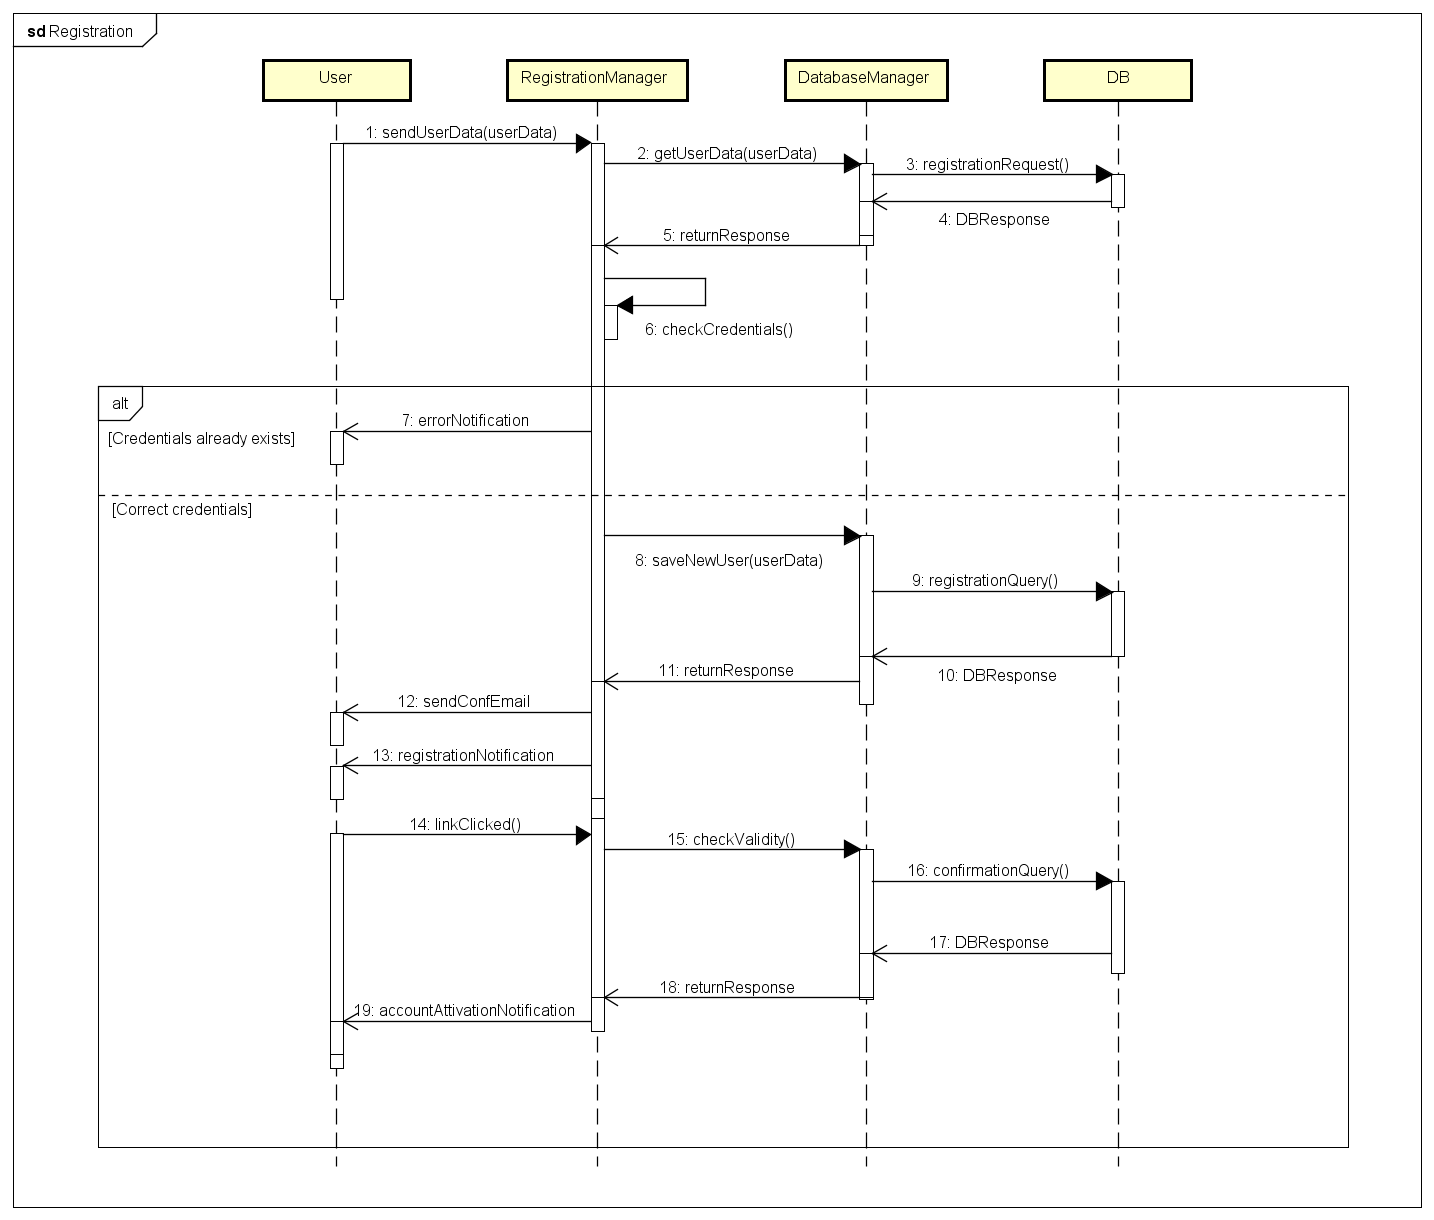 sd Registration
User
RegistrationManager
DatabaseManager
DB
1: sendUserData(userData)
2: getUserData(userData)
3: registrationRequest()
4: DBResponse
5: returnResponse
6: checkCredentials()
alt
7: errorNotification
[Credentials already exists]
[Correct credentials]
8: saveNewUser(userData)
9: registrationQuery()
10: DBResponse
11: returnResponse
12: sendConfEmail
13: registrationNotification
14: linkClicked()
15: checkValidity()
16: confirmationQuery()
17: DBResponse
18: returnResponse
19: accountAttivationNotification